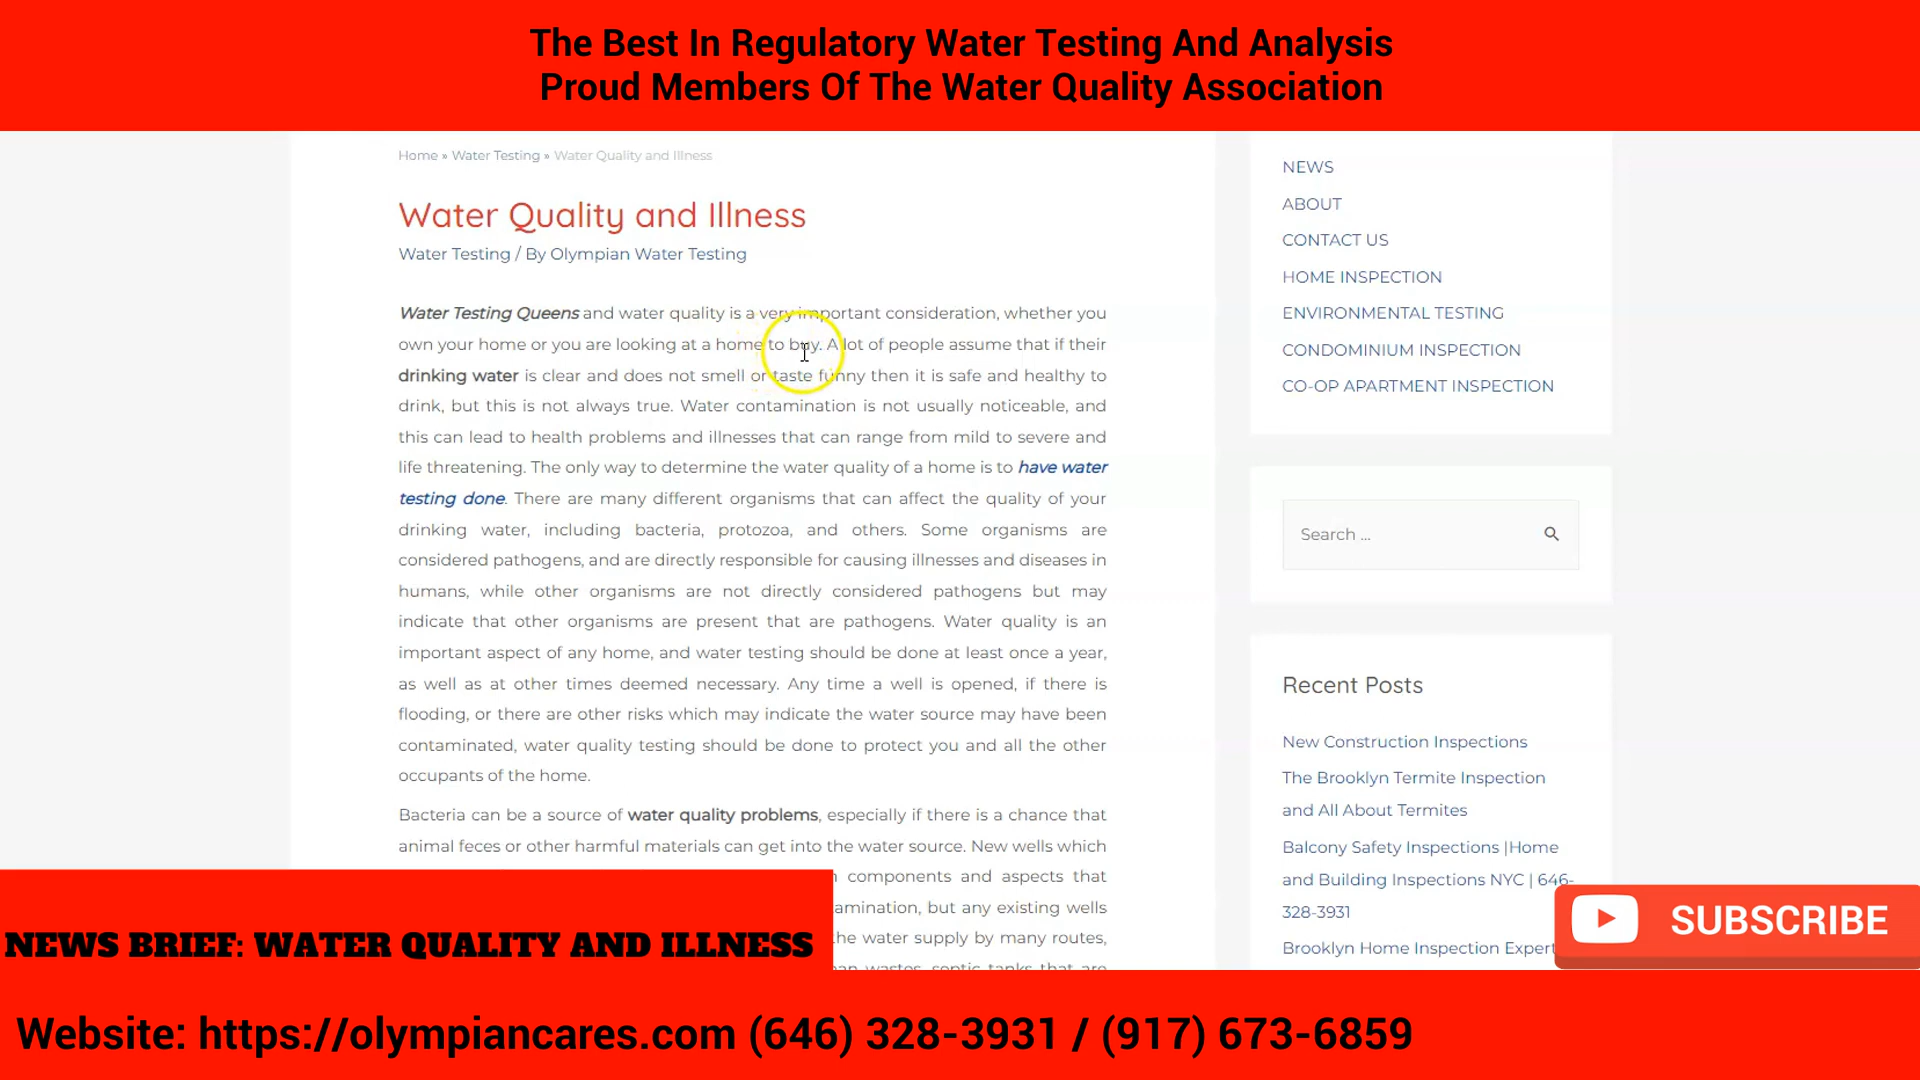 The Best In Regulatory Water Testing And Analysis
Proud Members Of The Water Quality Association
Home » Water Testing » Water Quality and Illness
Water Quality and Illness
Water Testing / By Olympian Water Testing
Water Testing Queens and water quality is a very important consideration, whether you
own your home or you are looking at a home to buy. A lot of people assume that if their
drinking water is clear and does not smell or taste funny then it is safe and healthy to
drink, but this is not always true. Water contamination is not usually noticeable, and
this can lead to health problems and illnesses that can range from mild to severe and
life threatening. The only way to determine the water quality of a home is to have water
testing done. There are many different organisms that can affect the quality of your
drinking water, including bacteria, protozoa, and others. Some organisms are
considered pathogens, and are directly responsible for causing illnesses and diseases in
humans, while other organisms are not directly considered pathogens but may
indicate that other organisms are present that are pathogens. Water quality is an
important aspect of any home, and water testing should be done at least once a year,
as well as at other times deemed necessary. Any time a well is opened, if there is
flooding, or there are other risks which may indicate the water source may have been
contaminated, water quality testing should be done to protect you and all the other
occupants of the home.
Bacteria can be a source of water quality problems, especially if there is a chance that
animal feces or other harmful materials can get into the water source. New wells which
components and aspects that
amination, but any existing wells
he water supply by many routes,
wastes, septic tanks that are
NEWS
ABOUT
CONTACT US
HOME INSPECTION
ENVIRONMENTAL TESTING
CONDOMINIUM INSPECTION
CO-OP APARTMENT INSPECTION
Search ...
Recent Posts
New Construction Inspections
The Brooklyn Termite Inspection
and All About Termites
Balcony Safety Inspections |Home
and Building Inspections NYC | 646-
328-3931
Brooklyn Home Inspection Expert
SUBSCRIBE
NEWS BRIEF: WATER QUALITY AND ILLNESS
Website: https://olympiancares.com (646) 328-3931 / (917) 673-6859